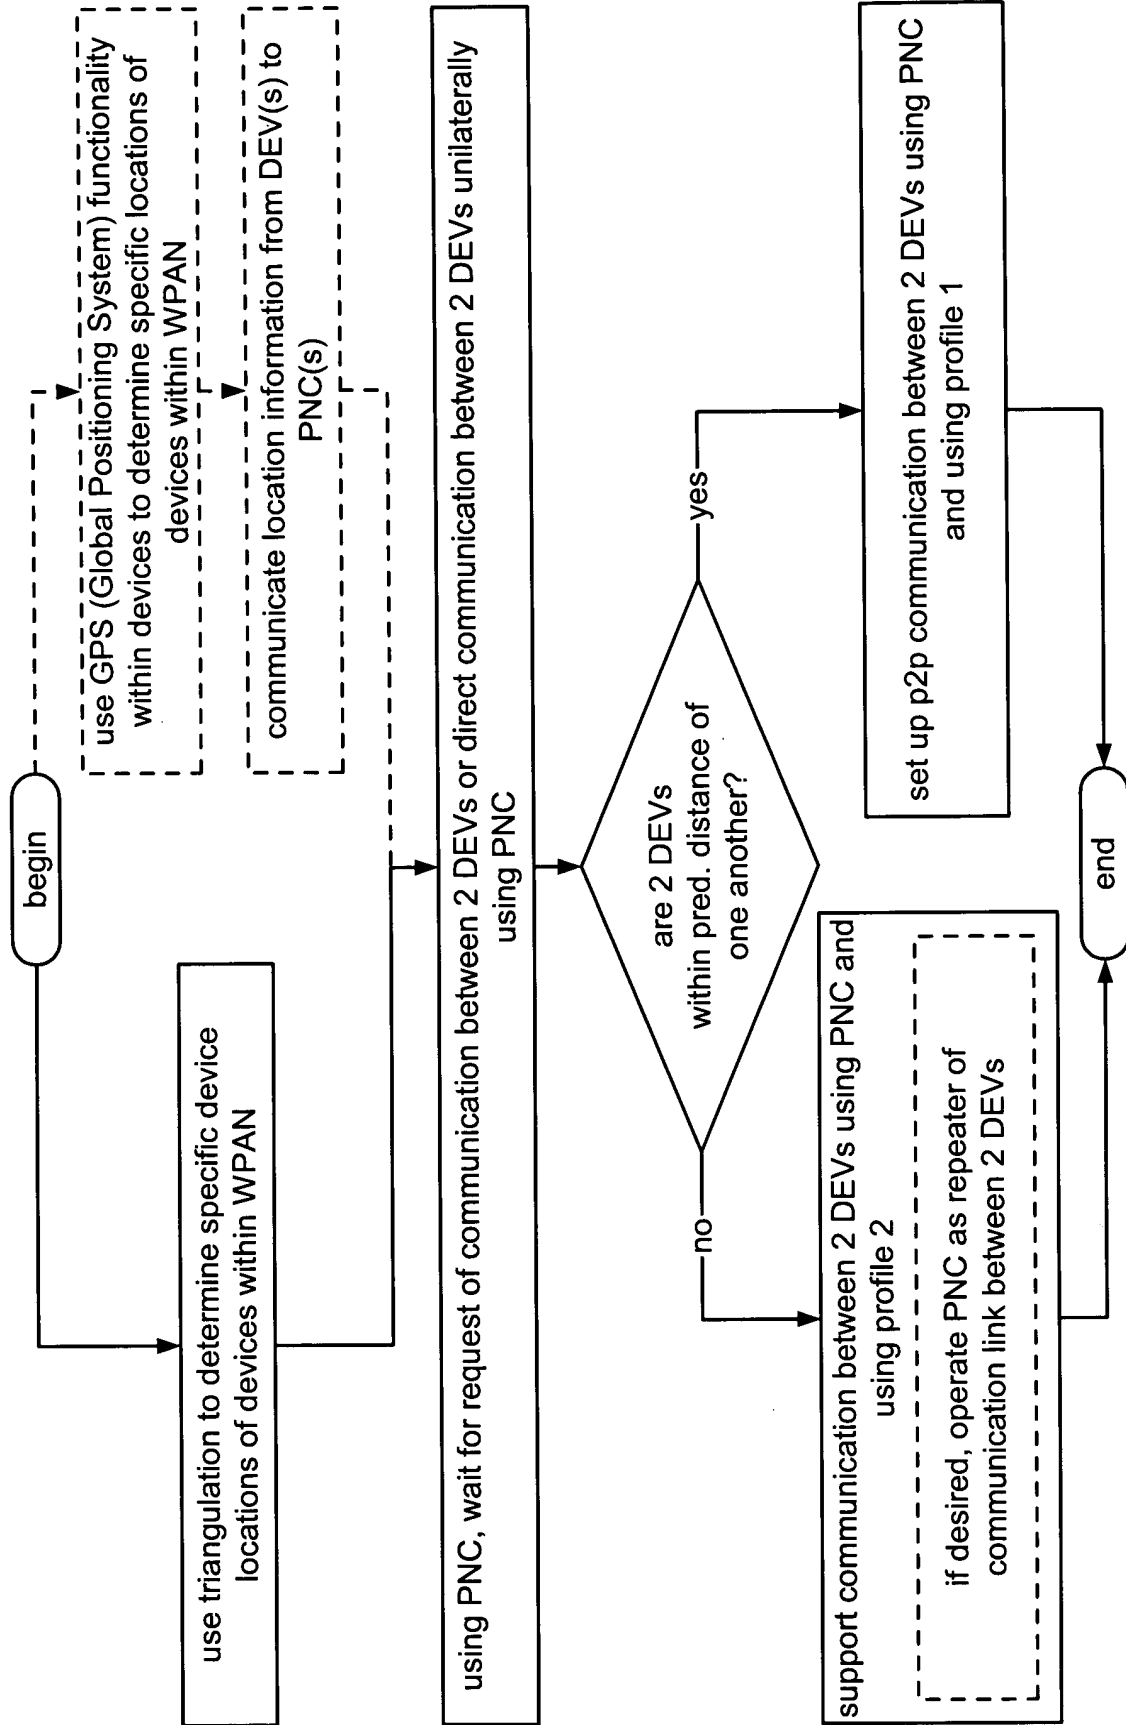 begin
use triangulation to determine specific device
locations of devices within WPAN
use GPS (Global Positioning System) functionality
within devices to determine specific locations of
devices within WPAN
communicate location information from DEV(s) to
PNC(s)
using PNC, wait for request of communication between 2 DEVs or direct communication between 2 DEVs unilaterally
using PNC
are 2 DEVs
within pred. distance of
one another?
no
yes
support communication between 2 DEVs using PNC and
using profile 2
if desired, operate PNC as repeater of
communication link between 2 DEVs
set up p2p communication between 2 DEVs using PNC
and using profile 1
end